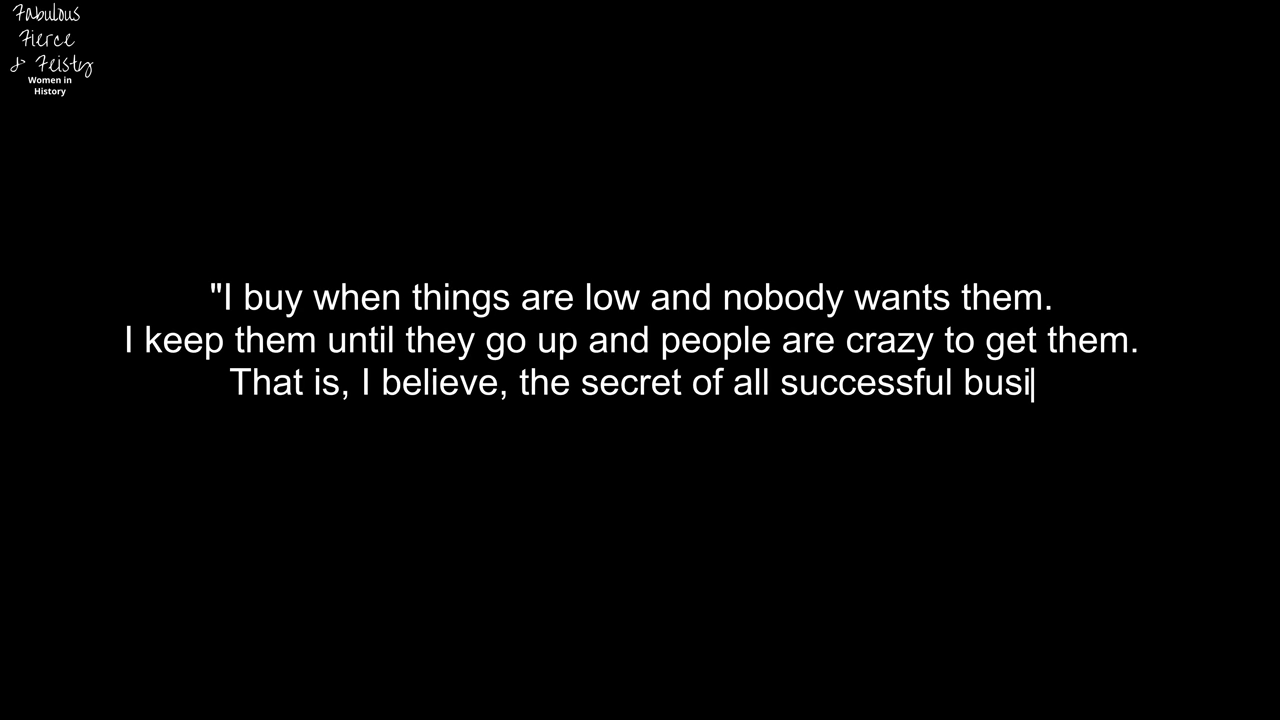 Fabulous
Fierce
& Feisty
Women in
History
"I buy when things are low and nobody wants them.
I keep them until they go up and people are crazy to get them.
That is, I believe, the secret of all successful busi